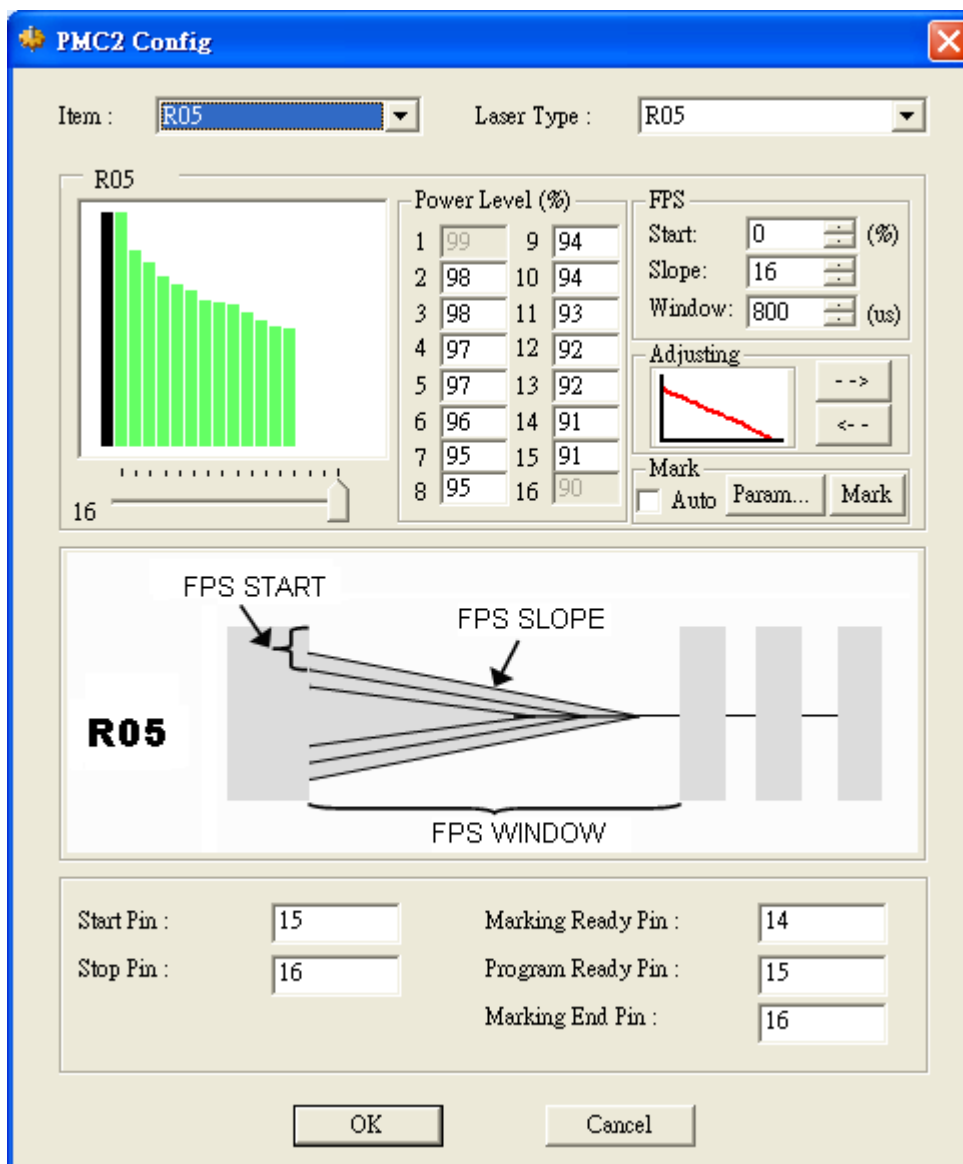 PMC2 Config
Item : R05 Laser Type : R05
R05
Power Level (%)
1 99 9 94
2 98 10 94
3 98 11 93
4 97 12 92
5 97 13 92
6 96 14 91
7 95 15 91
8 95 16 90
FPS
Start: 0 (%)
Slope: 16
Window: 800 (us)
Adjusting
-->
<--
Mark
Auto Param... Mark
16
FPS START
FPS SLOPE
R05
FPS WINDOW
Start Pin : 15 Marking Ready Pin : 14
Stop Pin : 16 Program Ready Pin : 15
Marking End Pin : 16
OK Cancel